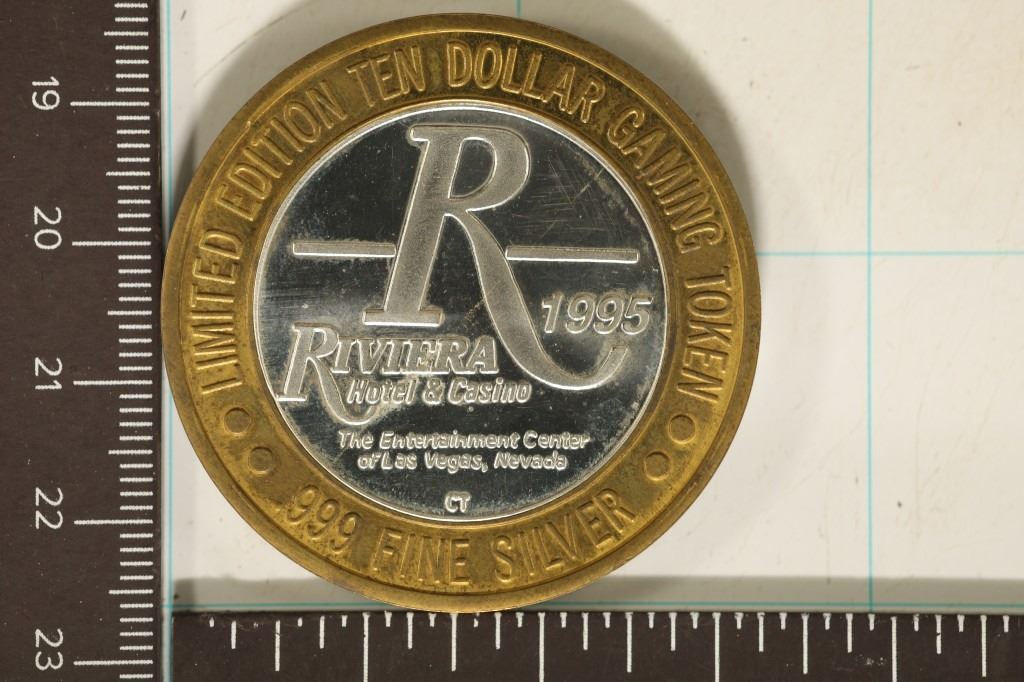 LIMITED EDITION TEN DOLLAR GAMING TOKEN
R
1995
RIVIERA
Hotel & Casino
The Entertainment Center
of Las Vegas, Nevada
CT
.999 FINE SILVER
19
20
21
22
23